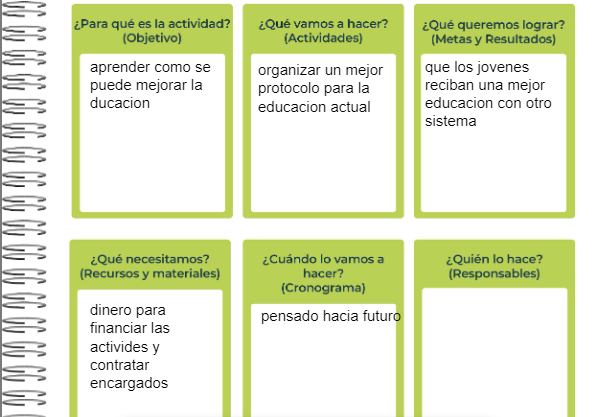 ¿Para qué es la actividad?
(Objetivo)
aprender como se
puede mejorar la
ducacion
¿Qué vamos a hacer?
(Actividades)
organizar un mejor
protocolo para la
educacion actual
¿Qué queremos lograr?
(Metas y Resultados)
que los jovenes
reciban una mejor
educacion con otro
sistema
¿Qué necesitamos?
(Recursos y materiales)
dinero para
financiar las
activides y
contratar
encargados
¿Cuándo lo vamos a
hacer?
(Cronograma)
pensado hacia futuro
¿Quién lo hace?
(Responsables)